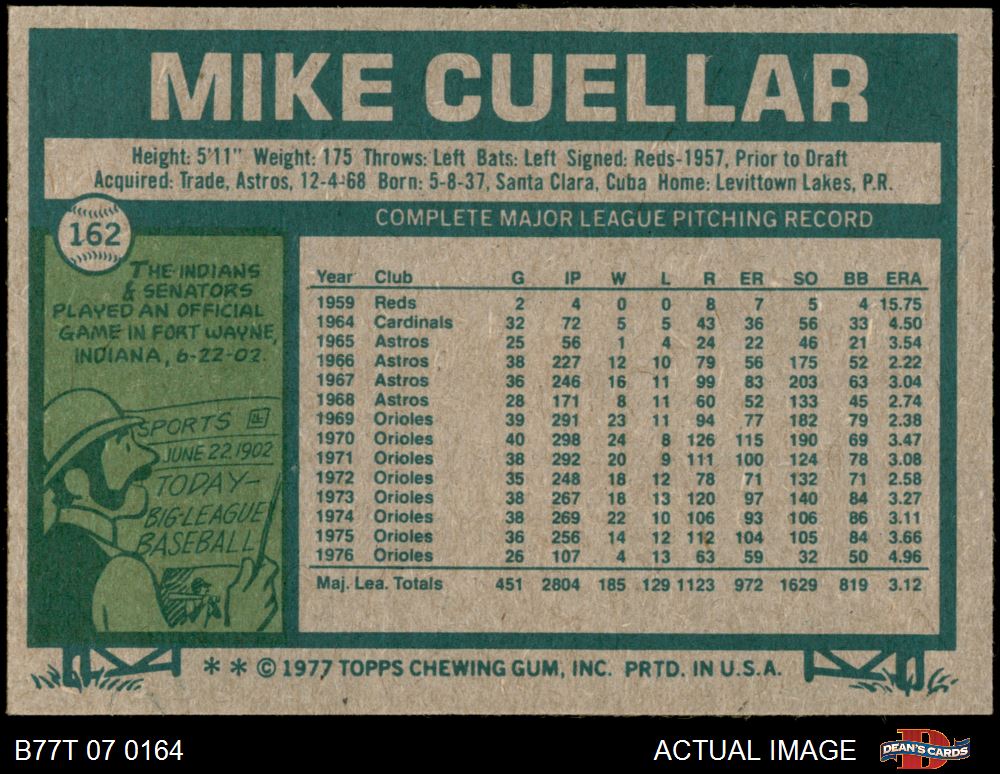 MIKE CUELLAR
Height: 5'11" Weight: 175 Throws: Left Bats: Left Signed: Reds-1957, Prior to Draft
Acquired: Trade, Astros, 12-4-68 Born: 5-8-37, Santa Clara, Cuba Home: Levittown Lakes, P.R.
162
THE INDIANS
& SENATORS
PLAYED AN OFFICIAL
GAME IN FORT WAYNE,
INDIANA, 6-22-02.
SPORTS
JUNE 22, 1902
TODAY-
BIG-LEAGUE
BASEBALL
COMPLETE MAJOR LEAGUE PITCHING RECORD
Year Club G IP W L R ER SO BB ERA
1959 Reds 2 4 0 0 8 7 5 4 15.75
1964 Cardinals 32 72 5 5 43 36 56 33 4.50
1965 Astros 25 56 1 4 24 22 46 21 3.54
1966 Astros 38 227 12 10 79 56 175 52 2.22
1967 Astros 36 246 16 11 99 83 203 63 3.04
1968 Astros 28 171 8 11 60 52 133 45 2.74
1969 Orioles 39 291 23 11 94 77 182 79 2.38
1970 Orioles 40 298 24 8 126 115 190 69 3.47
1971 Orioles 38 292 20 9 111 100 124 78 3.08
1972 Orioles 35 248 18 12 78 71 132 71 2.58
1973 Orioles 38 267 18 13 120 97 140 84 3.27
1974 Orioles 38 269 22 10 106 93 106 86 3.11
1975 Orioles 36 256 14 12 112 104 105 84 3.66
1976 Orioles 26 107 4 13 63 59 32 50 4.96
Maj. Lea. Totals 451 2804 185 129 1123 972 1629 819 3.12
* * © 1977 TOPPS CHEWING GUM, INC. PRTD. IN U.S.A.
B77T 07 0164 ACTUAL IMAGE DEAN'S CARDS